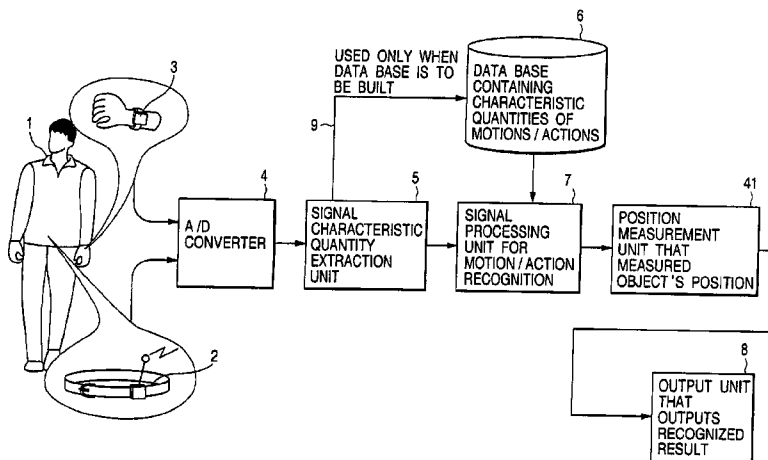 6
3
USED ONLY WHEN
DATA BASE IS TO
BE BUILT
DATA BASE
CONTAINING
CHARACTERISTIC
QUANTITIES OF
MOTIONS/ACTIONS
1
9
4
5
7
41
A/D
CONVERTER
SIGNAL
CHARACTERISTIC
QUANTITY
EXTRACTION
UNIT
SIGNAL
PROCESSING
UNIT FOR
MOTION/ACTION
RECOGNITION
POSITION
MEASUREMENT
UNIT THAT
MEASURED
OBJECT'S POSITION
2
8
OUTPUT UNIT
THAT
OUTPUTS
RECOGNIZED
RESULT